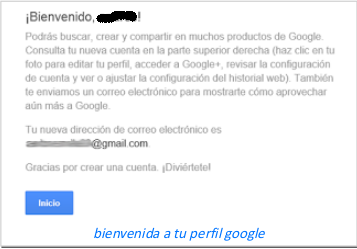 ¡Bienvenido, !
Podrás buscar, crear y compartir en muchos productos de Google.
Consulta tu nueva cuenta en la parte superior derecha (haz clic en tu
foto para editar tu perfil, acceder a Google+, revisar la configuración
de cuenta y ver o ajustar la configuración del historial web). También
te enviamos un correo electrónico para mostrarte cómo aprovechar
aún más a Google.
Tu nueva dirección de correo electrónico es
@gmail.com.
Gracias por crear una cuenta. ¡Diviértete!
Inicio
bienvenida a tu perfil google